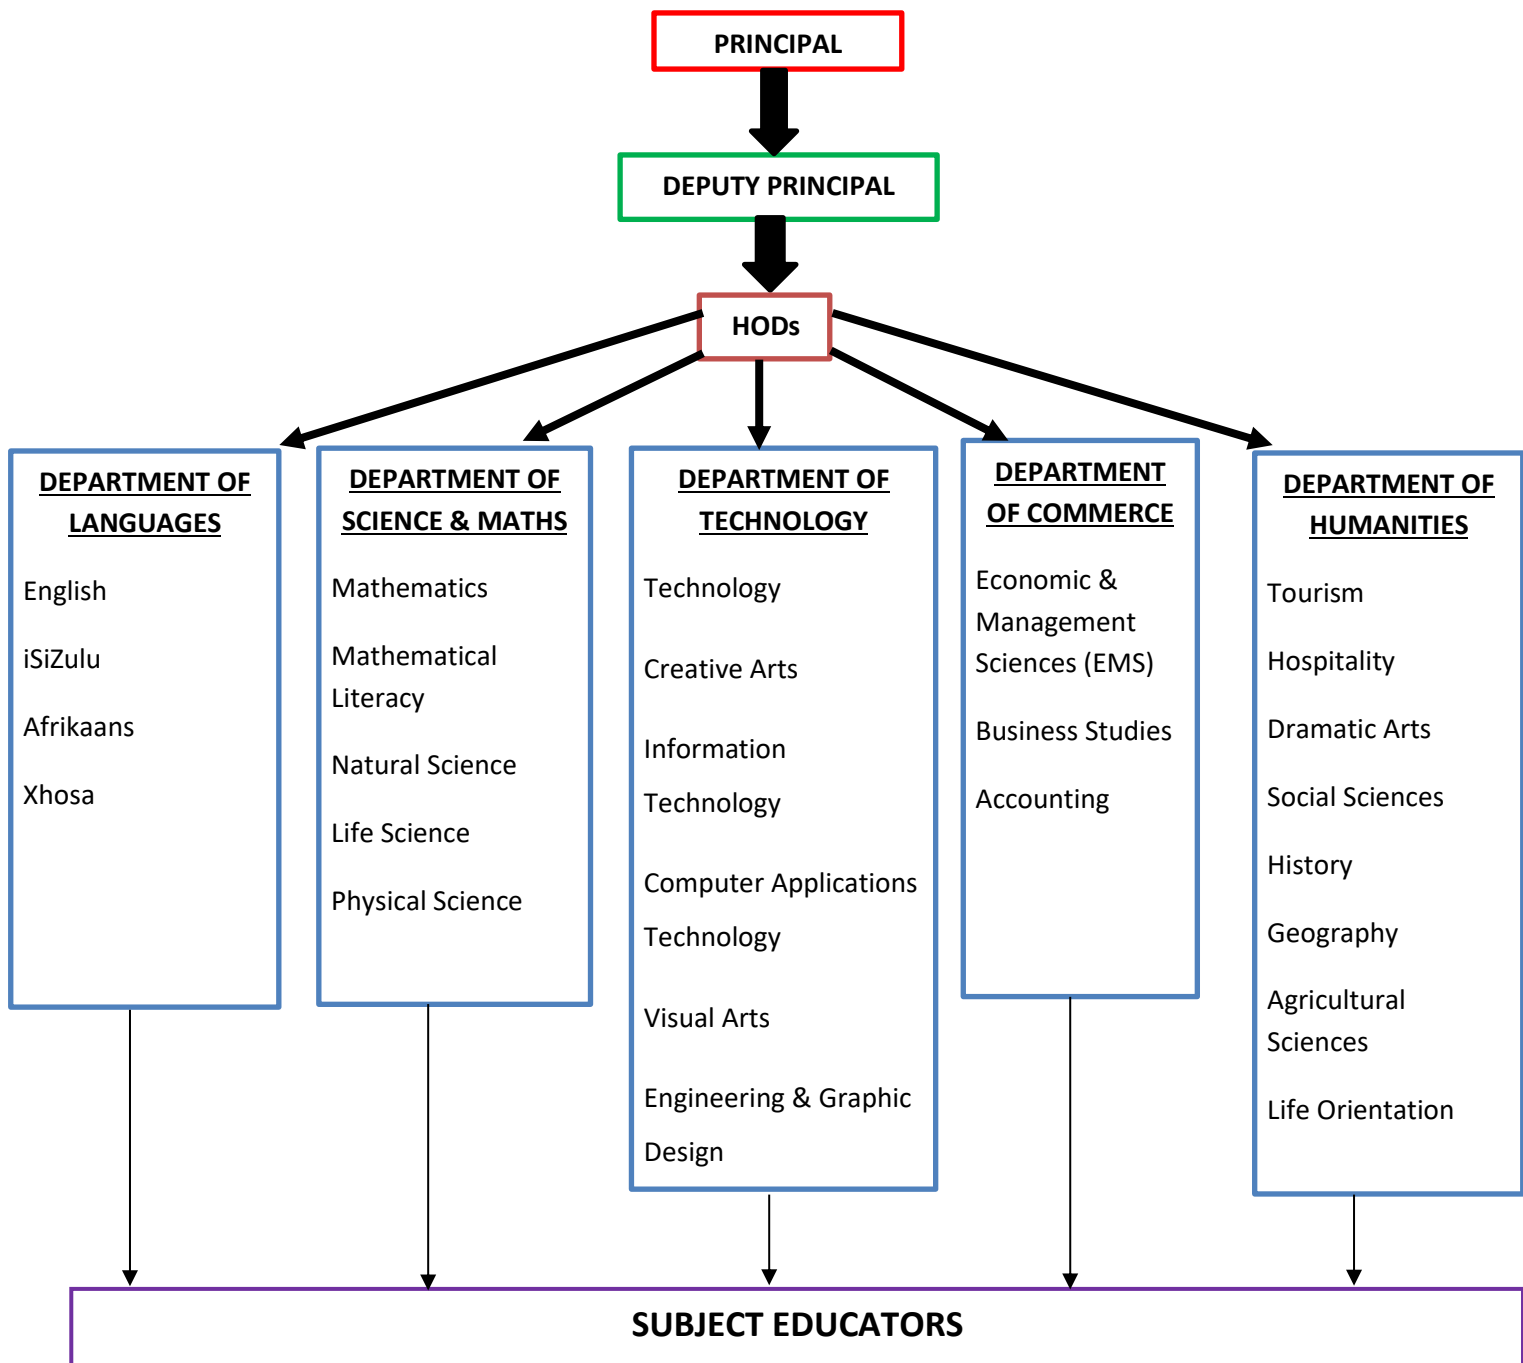 PRINCIPAL
DEPUTY PRINCIPAL
HODs
DEPARTMENT OF
LANGUAGES
English
iSiZulu
Afrikaans
Xhosa
DEPARTMENT OF
SCIENCE & MATHS
Mathematics
Mathematical
Literacy
Natural Science
Life Science
Physical Science
DEPARTMENT OF
TECHNOLOGY
Technology
Creative Arts
Information
Technology
Computer Applications
Technology
Visual Arts
Engineering & Graphic
Design
DEPARTMENT
OF COMMERCE
Economic &
Management
Sciences (EMS)
Business Studies
Accounting
DEPARTMENT OF
HUMANITIES
Tourism
Hospitality
Dramatic Arts
Social Sciences
History
Geography
Agricultural
Sciences
Life Orientation
SUBJECT EDUCATORS